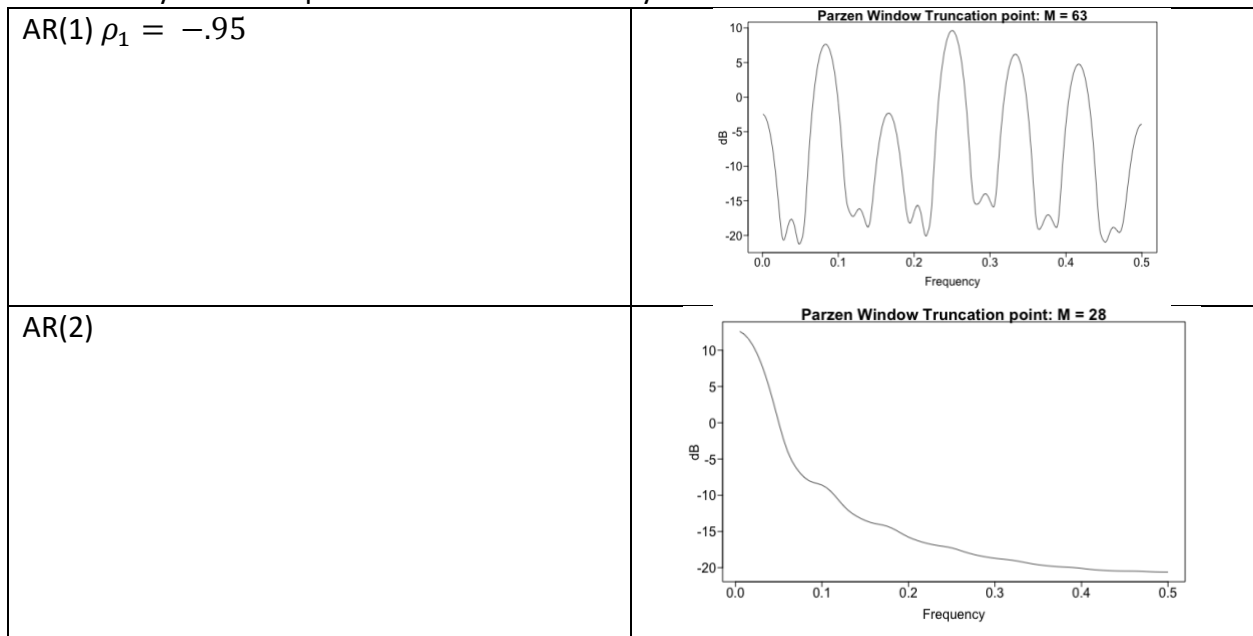 AR(1) 𝜌₁ = −.95
Parzen Window Truncation point: M = 63
10
5
0
-5
-10
-15
-20
dB
0.0 0.1 0.2 0.3 0.4 0.5
Frequency
AR(2)
Parzen Window Truncation point: M = 28
10
5
0
-5
-10
-15
-20
dB
0.0 0.1 0.2 0.3 0.4 0.5
Frequency